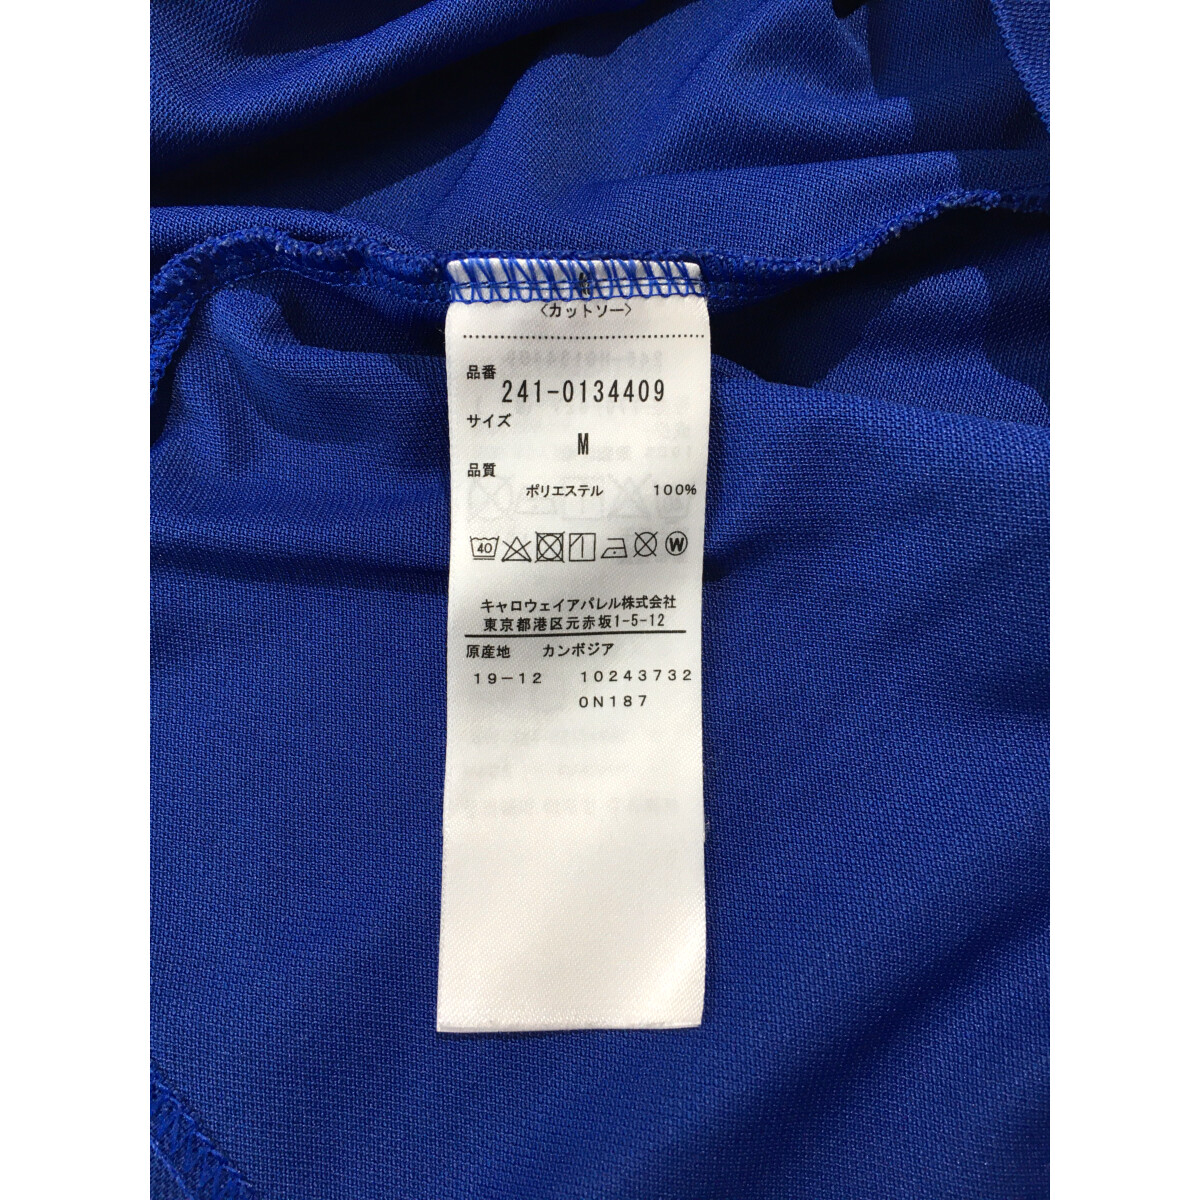 〈カットソー〉
品番
241-0134409
サイズ
M
品質
ポリエステル 100%
40 W
キャロウェイアパレル株式会社
東京都港区元赤坂1-5-12
原産地 カンボジア
19-12 10243732
0N187